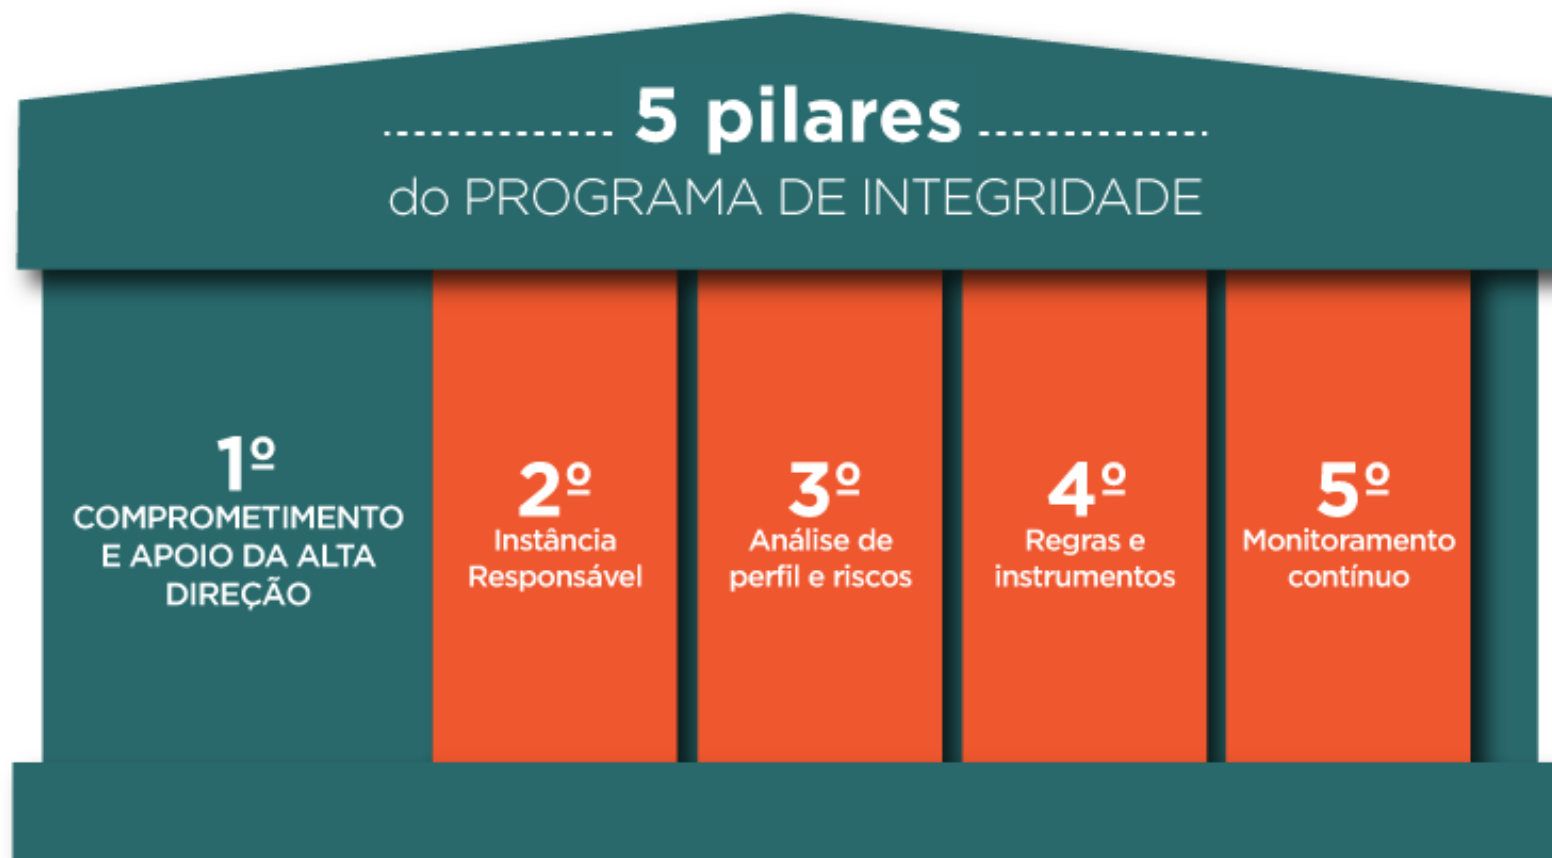 5 pilares
do PROGRAMA DE INTEGRIDADE
1º
COMPROMETIMENTO
E APOIO DA ALTA
DIREÇÃO
2º
Instância
Responsável
3º
Análise de
perfil e riscos
4º
Regras e
instrumentos
5º
Monitoramento
contínuo